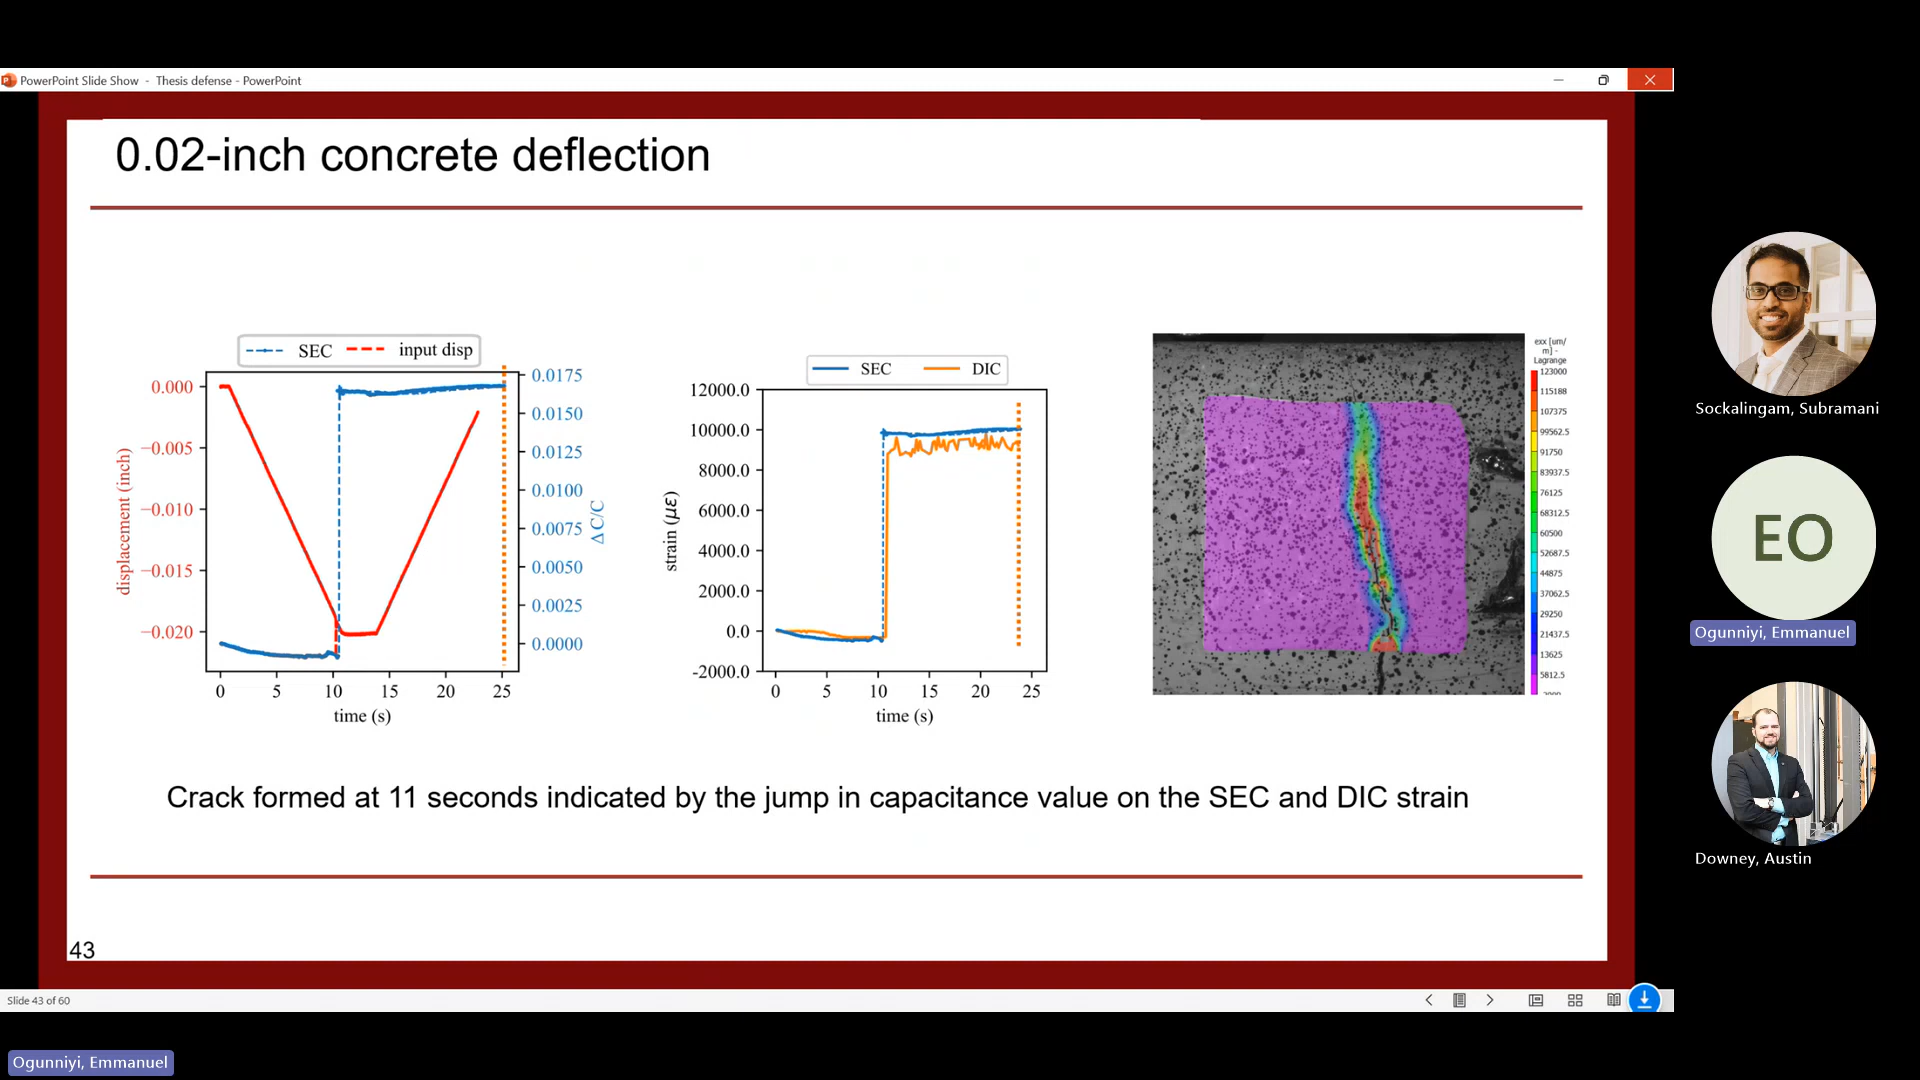 PowerPoint Slide Show - Thesis defense - PowerPoint
0.02-inch concrete deflection
SEC input disp
0.000
−0.005
−0.010
−0.015
−0.020
displacement (inch)
0.0175
0.0150
0.0125
0.0100
0.0075
0.0050
0.0025
0.0000
ΔC/C
0 5 10 15 20 25
time (s)
SEC DIC
12000.0
10000.0
8000.0
6000.0
4000.0
2000.0
0.0
-2000.0
strain (με)
0 5 10 15 20 25
time (s)
exx [um/
m] -
Lagrange
123000
115188
107375
99562.5
91750
83937.5
76125
68312.5
60500
52687.5
44875
37062.5
29250
21437.5
13625
5812.5
Crack formed at 11 seconds indicated by the jump in capacitance value on the SEC and DIC strain
43
Slide 43 of 60
Sockalingam, Subramani
EO
Ogunniyi, Emmanuel
Downey, Austin
Ogunniyi, Emmanuel